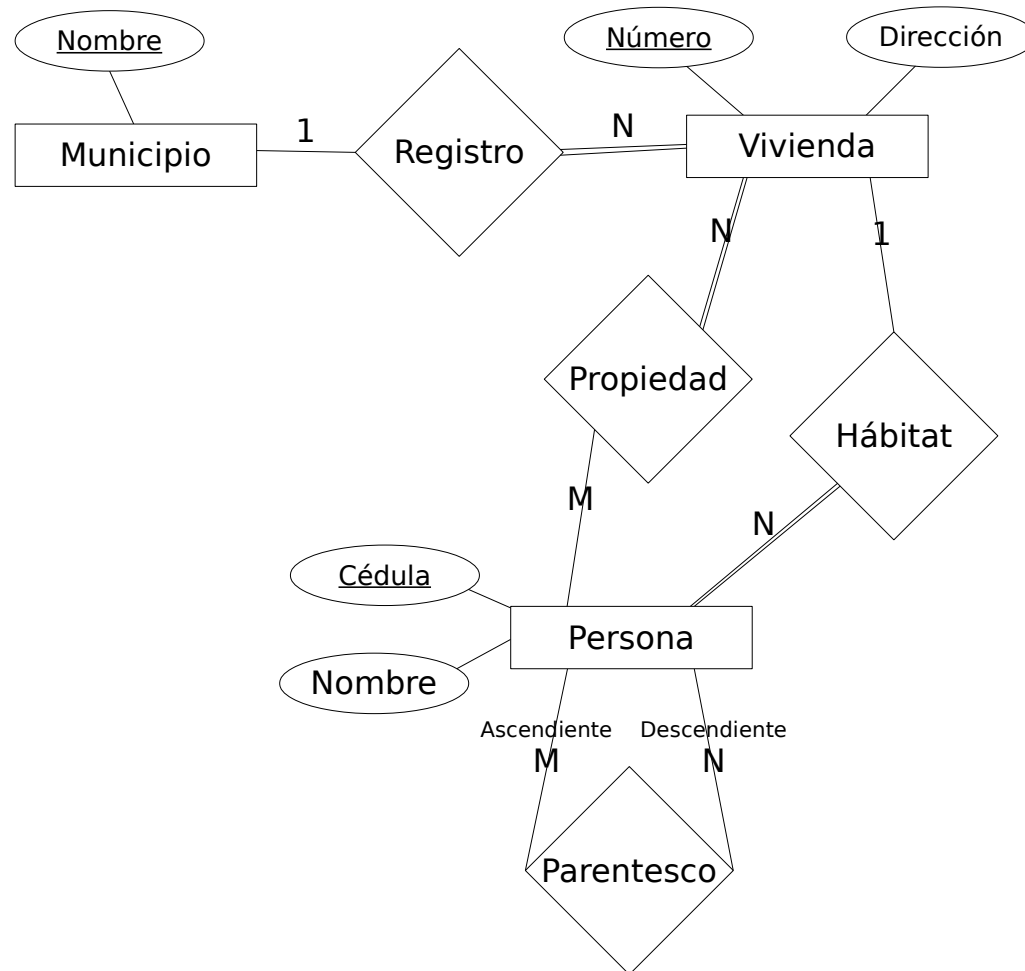 Nombre
Número
Dirección
Municipio
1
Registro
N
Vivienda
N
1
Propiedad
Hábitat
M
N
Cédula
Persona
Nombre
Ascendiente
Descendiente
M
N
Parentesco